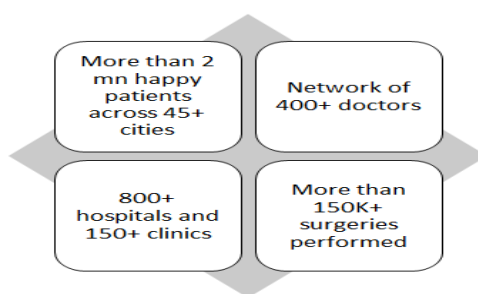 More than 2
mn happy
patients
across 45+
cities
Network of
400+ doctors
800+
hospitals and
150+ clinics
More than
150K+
surgeries
performed